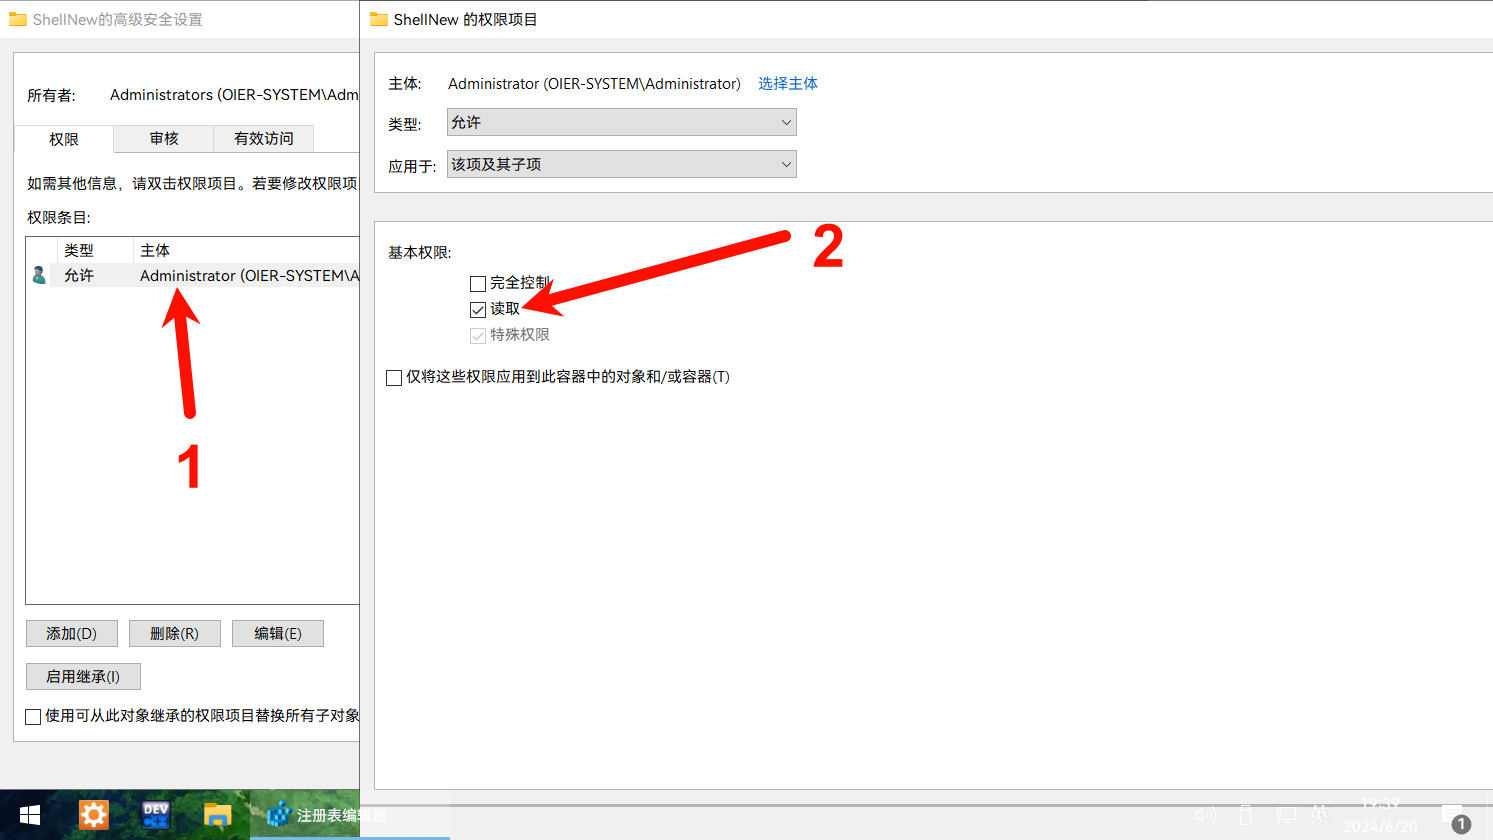 ShellNew的高级安全设置
所有者: Administrators (OIER-SYSTEM\Adm
权限 审核 有效访问
如需其他信息，请双击权限项目。若要修改权限项
权限条目:
类型 主体
允许 Administrator (OIER-SYSTEM\A
1
添加(D) 删除(R) 编辑(E)
启用继承(I)
使用可从此对象继承的权限项目替换所有子对象
ShellNew 的权限项目
主体: Administrator (OIER-SYSTEM\Administrator) 选择主体
类型: 允许
应用于: 该项及其子项
基本权限:
2
完全控制
读取
特殊权限
仅将这些权限应用到此容器中的对象和/或容器(T)
DEV
C++
注册表编辑器
英
19:39
2024/6/20
1